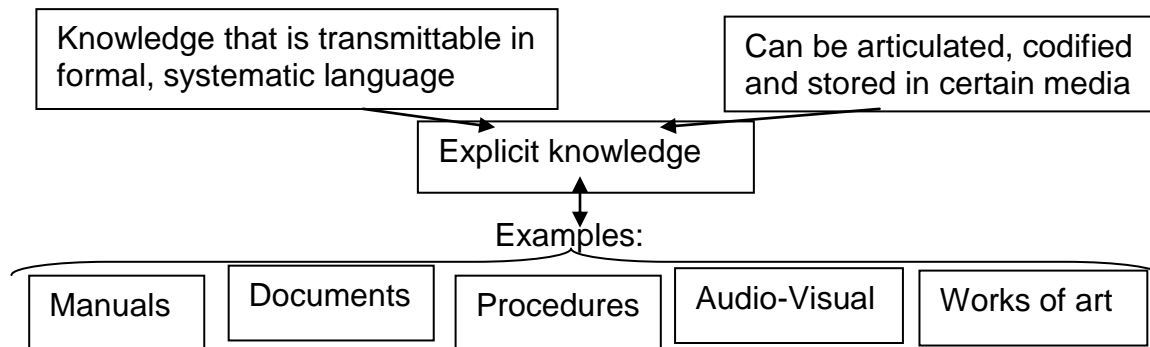 Knowledge that is transmittable in
formal, systematic language
Can be articulated, codified
and stored in certain media
Explicit knowledge
Examples:
Manuals
Documents
Procedures
Audio-Visual
Works of art